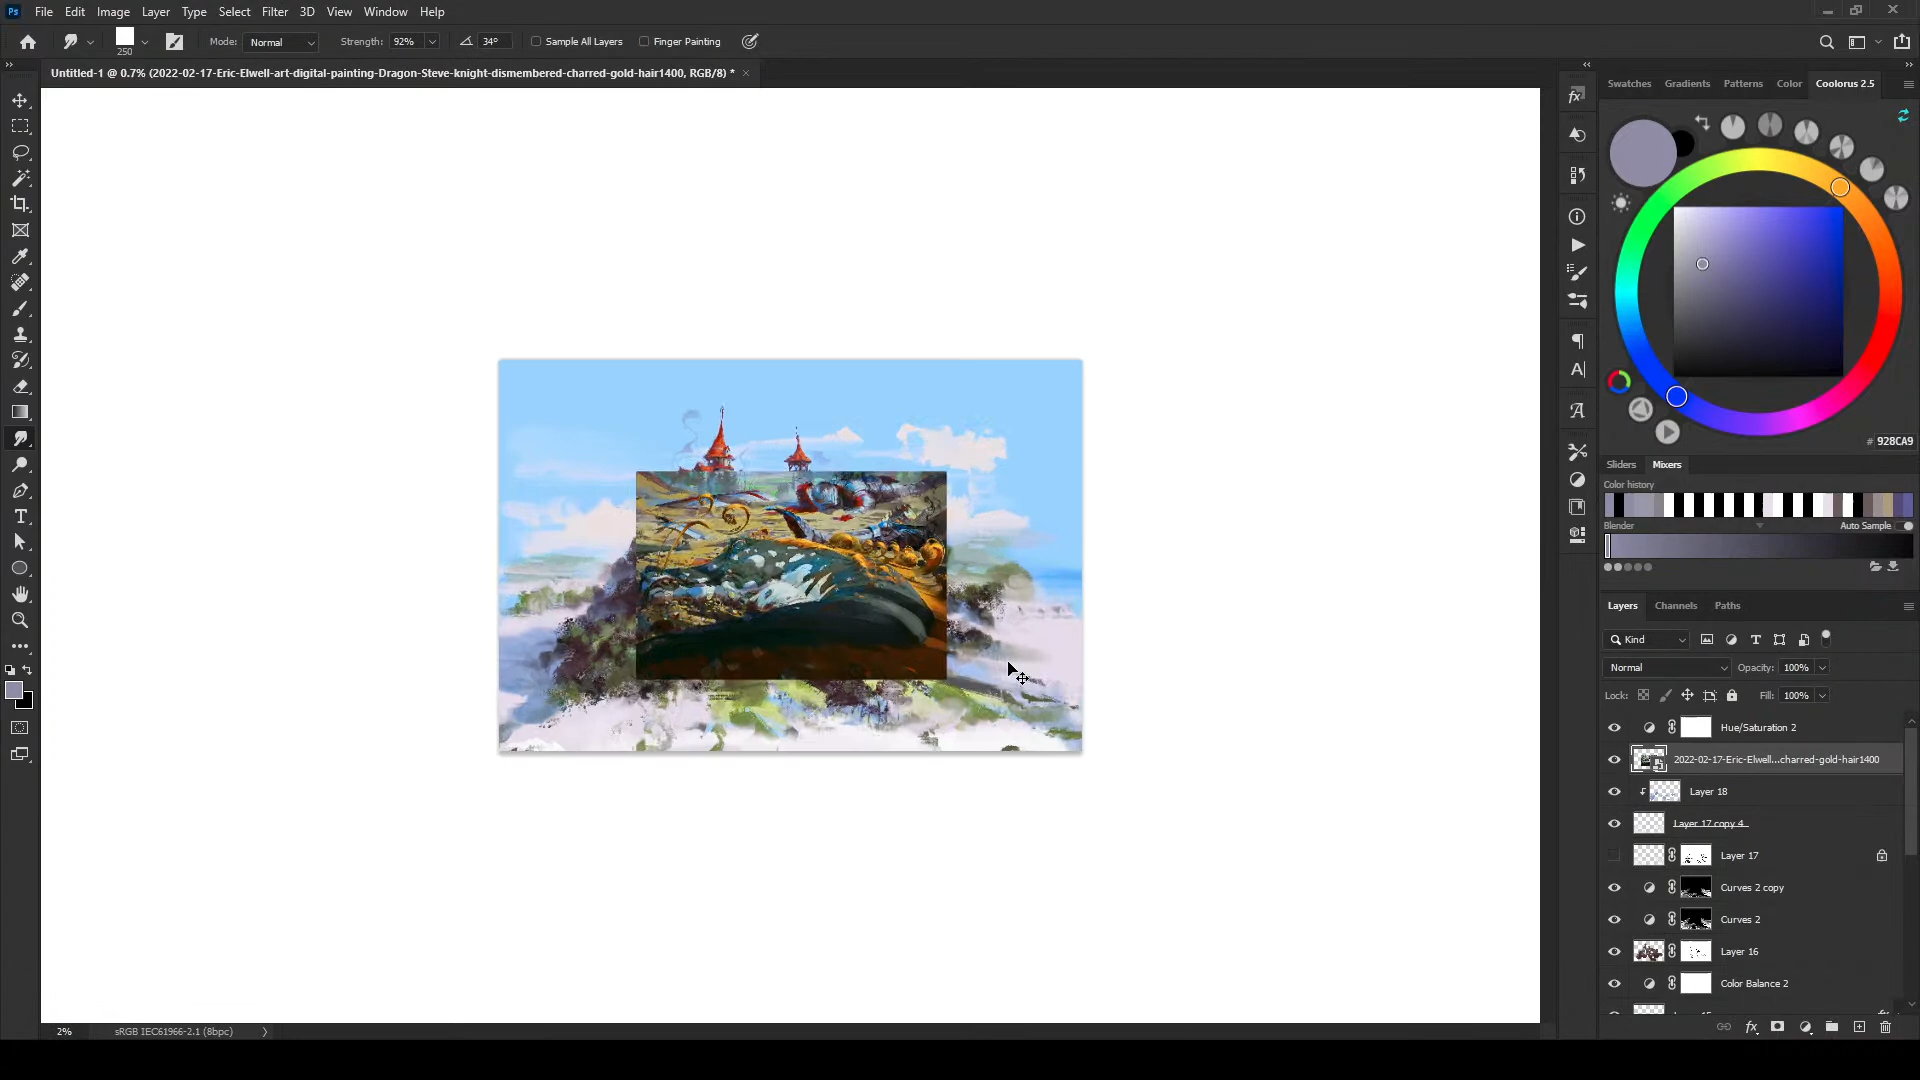 Ps File Edit Image Layer Type Select Filter 3D View Window Help
250 Mode: Normal Strength: 92% 34° Sample All Layers Finger Painting
Untitled-1 @ 0.7% (2022-02-17-Eric-Elwell-art-digital-painting-Dragon-Steve-knight-dismembered-charred-gold-hair1400, RGB/8) *
Swatches Gradients Patterns Color Coolorus 2.5
# 928CA9
Sliders Mixers
Color history
Blender Auto Sample
Layers Channels Paths
Kind
Normal Opacity: 100%
Lock: Fill: 100%
Hue/Saturation 2
2022-02-17-Eric-Elwell...charred-gold-hair1400
Layer 18
Layer 17 copy 4
Layer 17
Curves 2 copy
Curves 2
Layer 16
Color Balance 2
2% sRGB IEC61966-2.1 (8bpc)